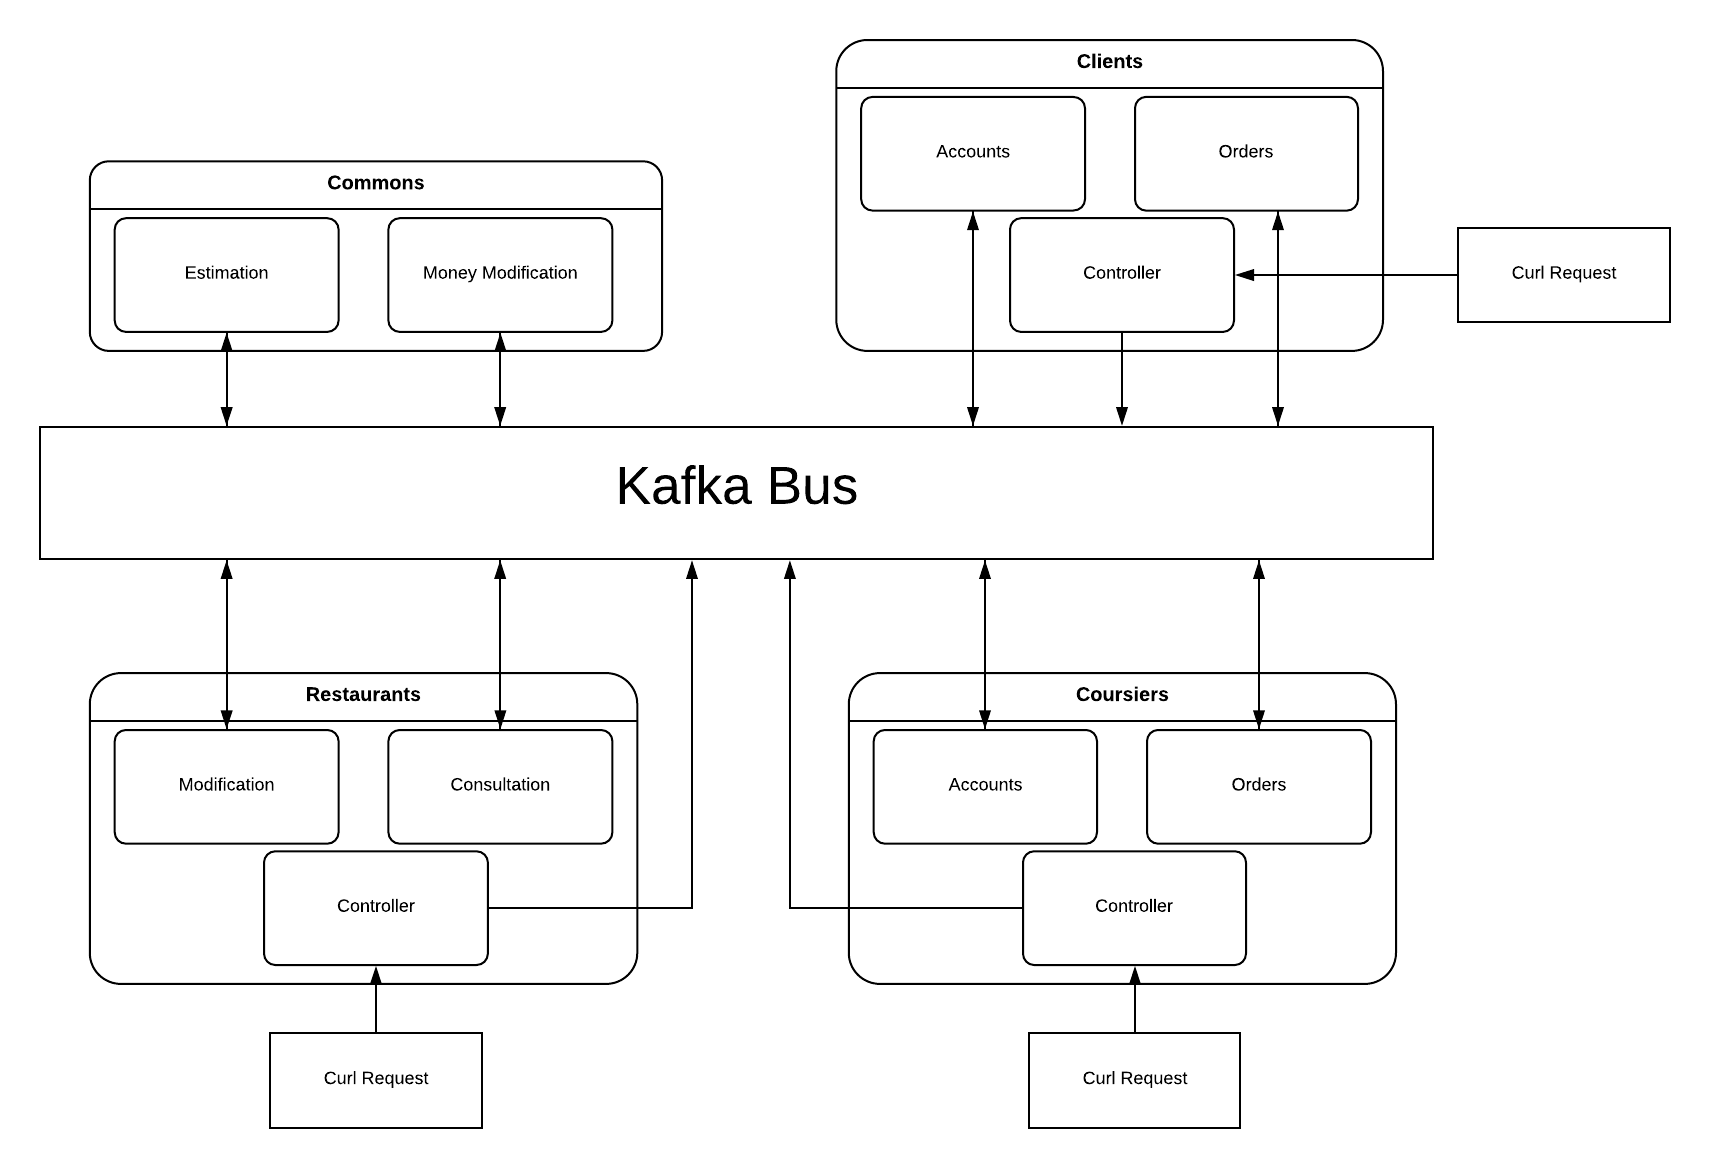 Clients
Accounts
Orders
Commons
Estimation
Money Modification
Controller
Curl Request
Kafka Bus
Restaurants
Modification
Consultation
Controller
Curl Request
Coursiers
Accounts
Orders
Controller
Curl Request